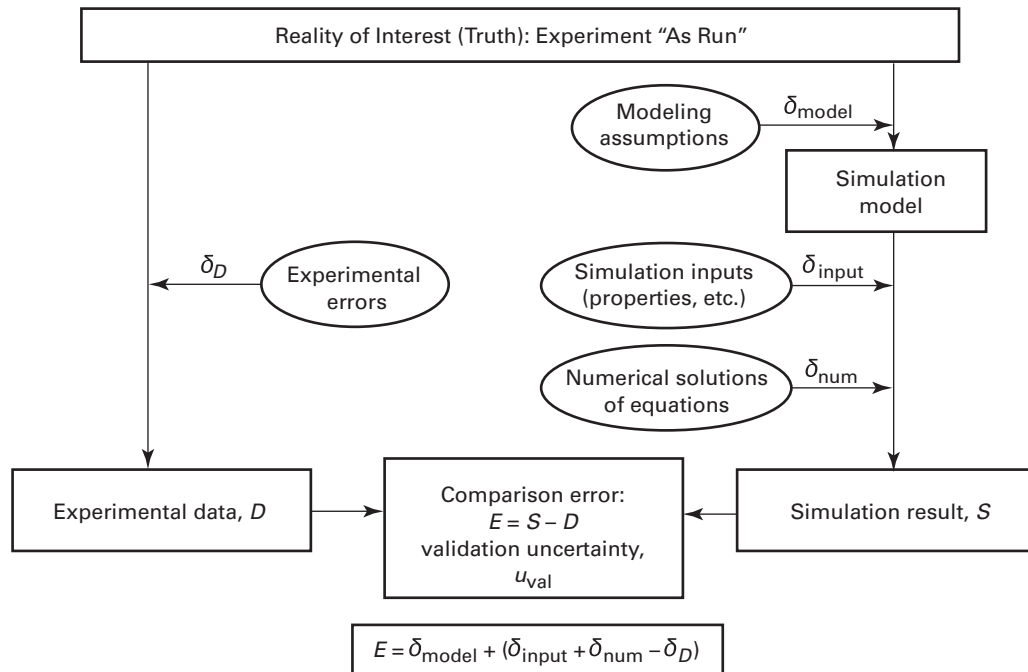 Reality of Interest (Truth): Experiment “As Run”
Modeling
assumptions
δmodel
Simulation
model
δD
Experimental
errors
Simulation inputs
(properties, etc.)
δinput
Numerical solutions
of equations
δnum
Experimental data, D
Comparison error:
E = S – D
validation uncertainty,
uval
Simulation result, S
E = δmodel + (δinput + δnum – δD)